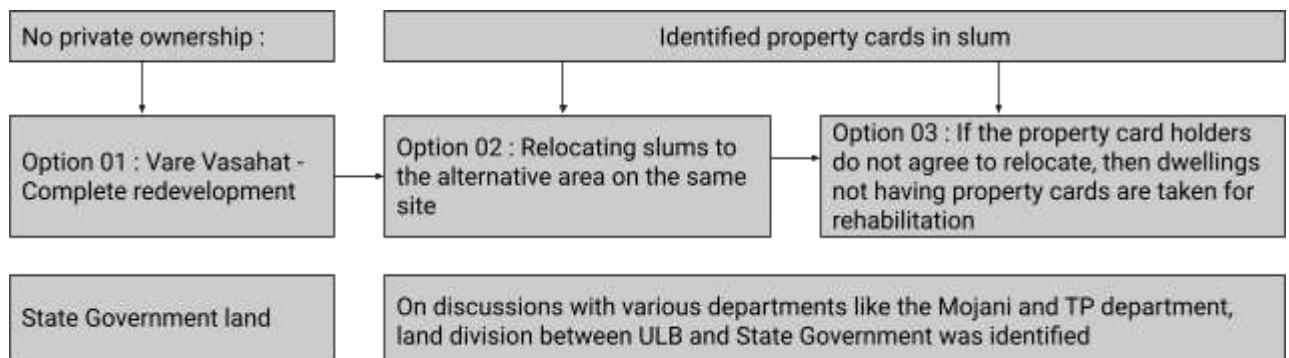 No private ownership :
Identified property cards in slum
Option 01 : Vare Vasahat -
Complete redevelopment
Option 02 : Relocating slums to
the alternative area on the same
site
Option 03 : If the property card holders
do not agree to relocate, then dwellings
not having property cards are taken for
rehabilitation
State Government land
On discussions with various departments like the Mojani and TP department,
land division between ULB and State Government was identified